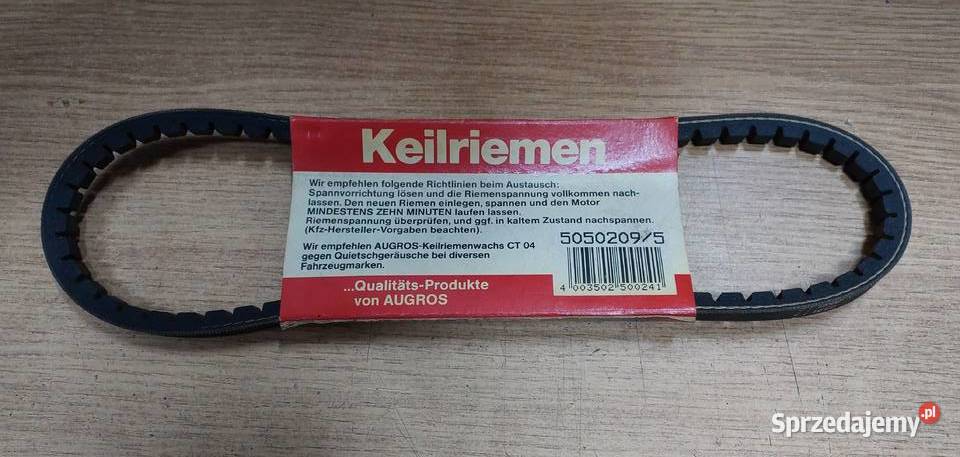 Keilriemen
Wir empfehlen folgende Richtlinien beim Austausch:
Spannvorrichtung lösen und die Riemenspannung vollkommen nach-
lassen. Den neuen Riemen einlegen, spannen und den Motor
MINDESTENS ZEHN MINUTEN laufen lassen.
Riemenspannung überprüfen, und ggf. in kaltem Zustand nachspannen.
(Kfz-Hersteller-Vorgaben beachten).
Wir empfehlen AUGROS-Keilriemenwachs CT 04
gegen Quietschgeräusche bei diversen
Fahrzeugmarken.
5050209/5
4 003502 500241
...Qualitäts-Produkte
von AUGROS
Sprzedajemy.pl